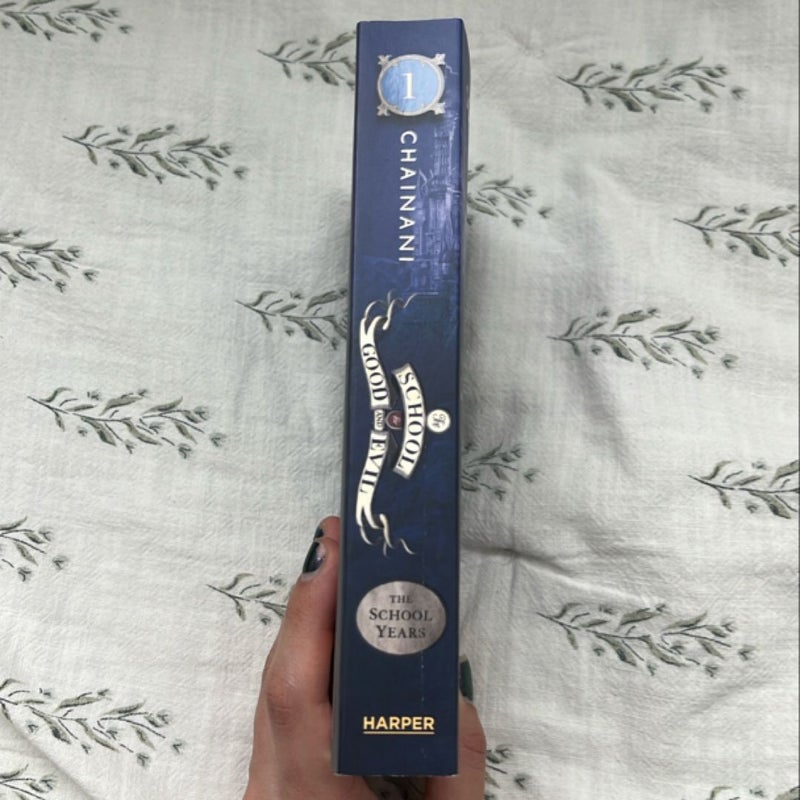 1
CHAINANI
The
SCHOOL
for
GOOD AND EVIL
THE
SCHOOL
YEARS
HARPER